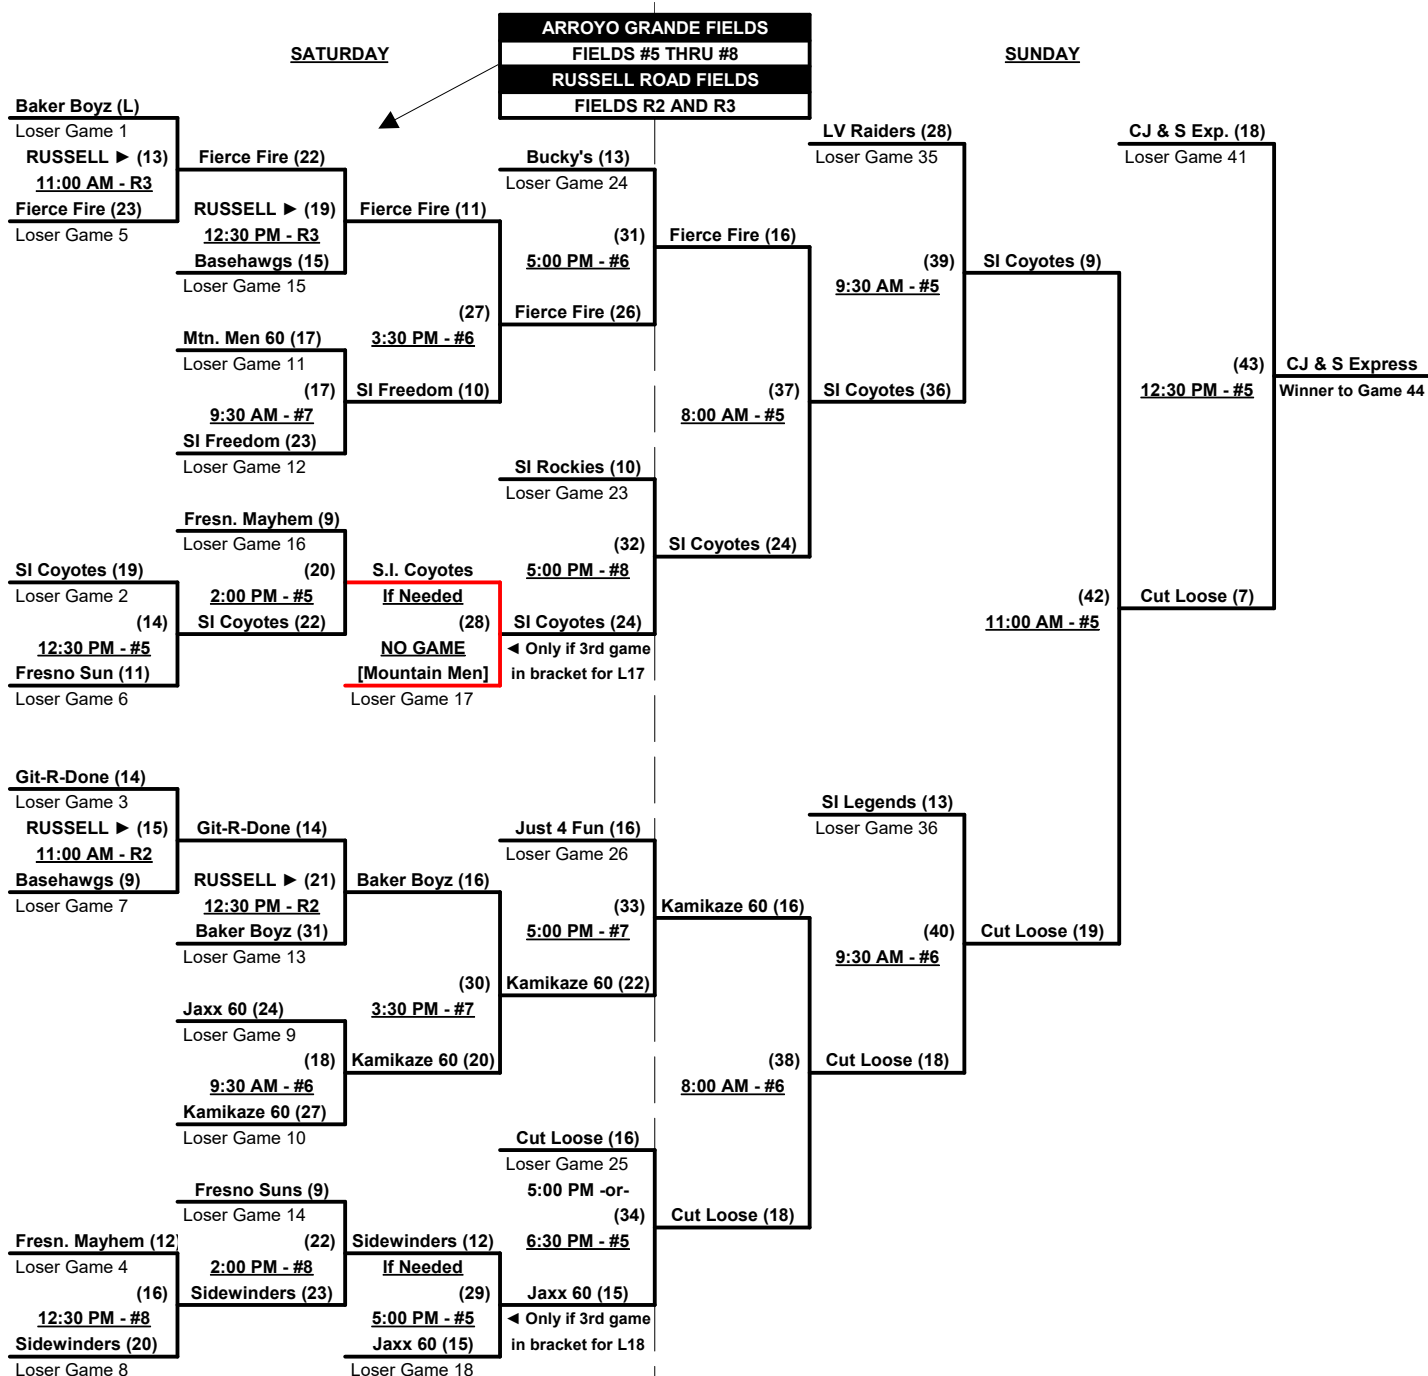 ARROYO GRANDE FIELDS
SATURDAY
FIELDS #5 THRU #8
SUNDAY
RUSSELL ROAD FIELDS
FIELDS R2 AND R3
Baker Boyz (L)
Loser Game 1
RUSSELL ► (13)
11:00 AM - R3
Fierce Fire (23)
Loser Game 5
Fierce Fire (22)
RUSSELL ► (19)
12:30 PM - R3
Basehawgs (15)
Loser Game 15
Fierce Fire (11)
(27)
3:30 PM - #6
Mtn. Men 60 (17)
Loser Game 11
(17)
9:30 AM - #7
SI Freedom (23)
Loser Game 12
SI Freedom (10)
Bucky's (13)
Loser Game 24
(31)
5:00 PM - #6
Fierce Fire (26)
Fierce Fire (16)
(37)
8:00 AM - #5
LV Raiders (28)
Loser Game 35
(39)
9:30 AM - #5
SI Coyotes (36)
SI Coyotes (9)
CJ & S Exp. (18)
Loser Game 41
(43)
12:30 PM - #5
CJ & S Express
Winner to Game 44
SI Rockies (10)
Loser Game 23
(32)
5:00 PM - #8
SI Coyotes (24)
SI Coyotes (24)
◄ Only if 3rd game
in bracket for L17
Fresn. Mayhem (9)
Loser Game 16
(20)
2:00 PM - #5
SI Coyotes (22)
SI Coyotes (19)
Loser Game 2
(14)
12:30 PM - #5
Fresno Sun (11)
Loser Game 6
S.I. Coyotes
If Needed
(28)
NO GAME
[Mountain Men]
Loser Game 17
(42)
11:00 AM - #5
Cut Loose (7)
Git-R-Done (14)
Loser Game 3
RUSSELL ► (15)
11:00 AM - R2
Basehawgs (9)
Loser Game 7
Git-R-Done (14)
RUSSELL ► (21)
12:30 PM - R2
Baker Boyz (31)
Loser Game 13
Baker Boyz (16)
(30)
3:30 PM - #7
Jaxx 60 (24)
Loser Game 9
(18)
9:30 AM - #6
Kamikaze 60 (27)
Loser Game 10
Kamikaze 60 (20)
Just 4 Fun (16)
Loser Game 26
(33)
5:00 PM - #7
Kamikaze 60 (22)
Kamikaze 60 (16)
(38)
8:00 AM - #6
SI Legends (13)
Loser Game 36
(40)
9:30 AM - #6
Cut Loose (18)
Cut Loose (19)
Cut Loose (16)
Loser Game 25
5:00 PM -or-
(34)
6:30 PM - #5
Cut Loose (18)
Jaxx 60 (15)
◄ Only if 3rd game
in bracket for L18
Fresno Suns (9)
Loser Game 14
(22)
2:00 PM - #8
Sidewinders (23)
Fresn. Mayhem (12)
Loser Game 4
(16)
12:30 PM - #8
Sidewinders (20)
Loser Game 8
Sidewinders (12)
If Needed
(29)
5:00 PM - #5
Jaxx 60 (15)
Loser Game 18